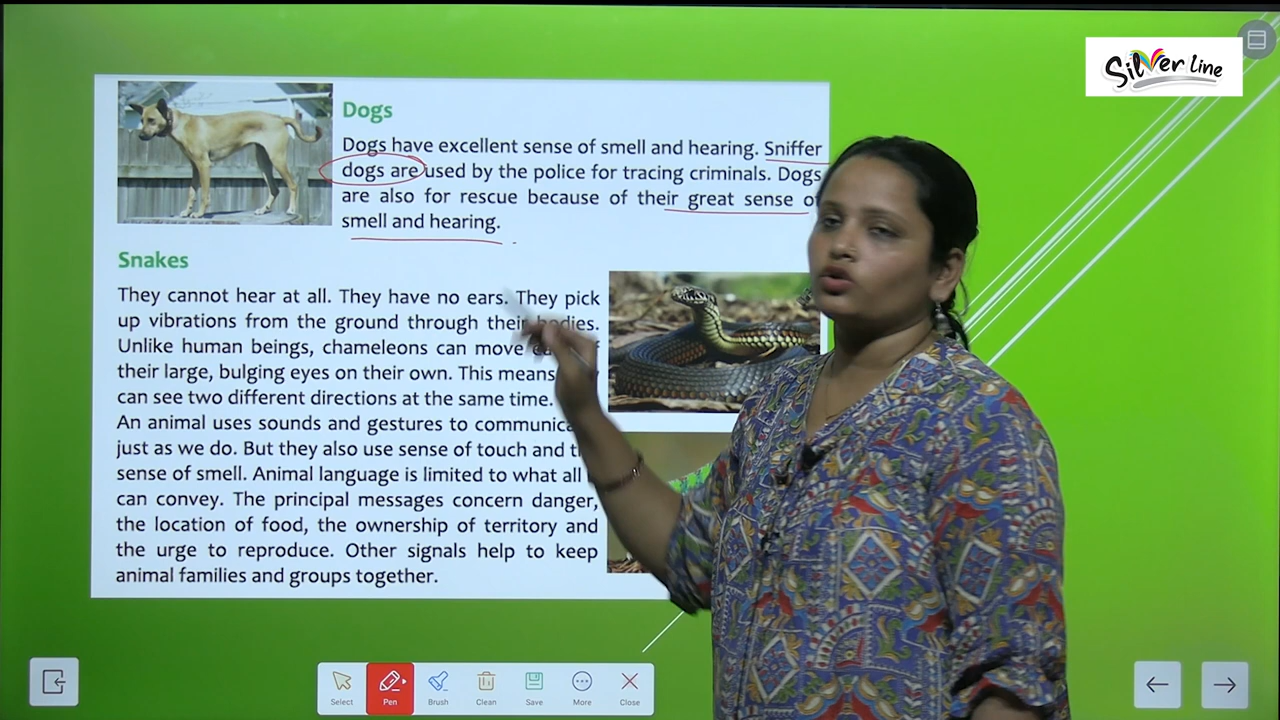 Silver Line
Dogs
Dogs have excellent sense of smell and hearing. Sniffer
dogs are used by the police for tracing criminals. Dogs
are also for rescue because of their great sense of
smell and hearing.
Snakes
They cannot hear at all. They have no ears. They pick
up vibrations from the ground through their bodies.
Unlike human beings, chameleons can move
their large, bulging eyes on their own. This means
can see two different directions at the same time.
An animal uses sounds and gestures to
just as we do. But they also use sense of touch and
sense of smell. Animal language is limited to what all
can convey. The principal messages concern danger,
the location of food, the ownership of territory and
the urge to reproduce. Other signals help to keep
animal families and groups together.
Select Pen Brush Clean Save More Close